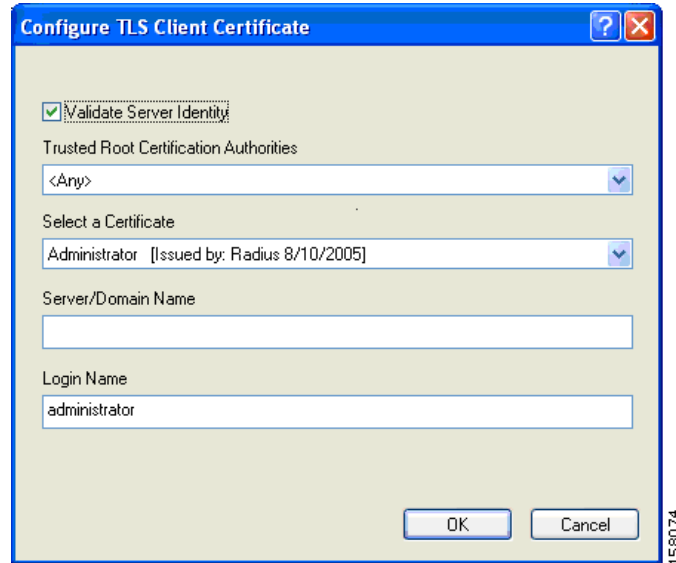 Configure TLS Client Certificate
Validate Server Identity
Trusted Root Certification Authorities
<Any>
Select a Certificate
Administrator [Issued by: Radius 8/10/2005]
Server/Domain Name
Login Name
administrator
OK
Cancel
158074